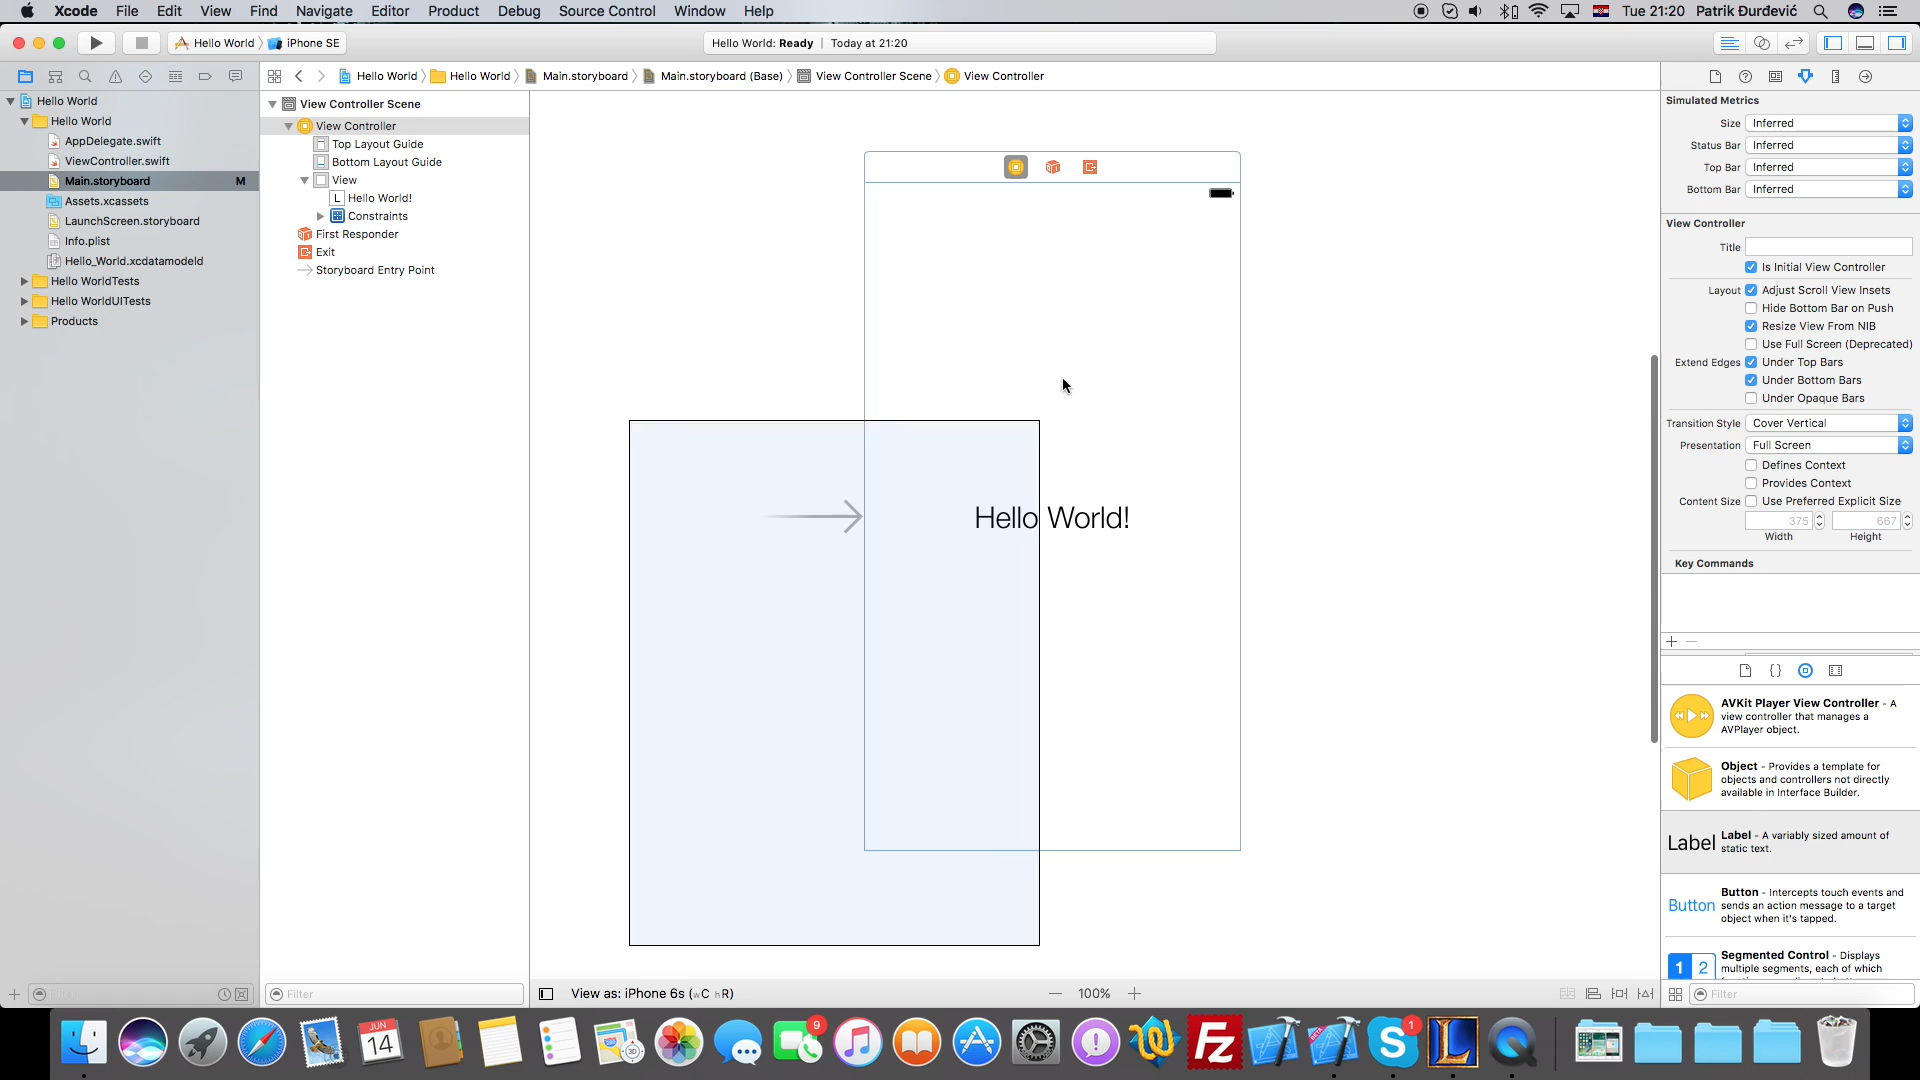 Xcode File Edit View Find Navigate Editor Product Debug Source Control Window Help
Tue 21:20 Patrik Đurđević
Hello World iPhone SE
Hello World: Ready | Today at 21:20
Hello World Hello World Main.storyboard Main.storyboard (Base) View Controller Scene View Controller
Hello World
Hello World
AppDelegate.swift
ViewController.swift
Main.storyboard M
Assets.xcassets
LaunchScreen.storyboard
Info.plist
Hello_World.xcdatamodeld
Hello WorldTests
Hello WorldUITests
Products
View Controller Scene
View Controller
Top Layout Guide
Bottom Layout Guide
View
L Hello World!
Constraints
First Responder
Exit
Storyboard Entry Point
Hello World!
Simulated Metrics
Size Inferred
Status Bar Inferred
Top Bar Inferred
Bottom Bar Inferred
View Controller
Title
Is Initial View Controller
Layout Adjust Scroll View Insets
Hide Bottom Bar on Push
Resize View From NIB
Use Full Screen (Deprecated)
Extend Edges Under Top Bars
Under Bottom Bars
Under Opaque Bars
Transition Style Cover Vertical
Presentation Full Screen
Defines Context
Provides Context
Content Size Use Preferred Explicit Size
375 667
Width Height
Key Commands
{ }
AVKit Player View Controller - A
view controller that manages a
AVPlayer object.
Object - Provides a template for
objects and controllers not directly
available in Interface Builder.
Label Label - A variably sized amount of
static text.
Button - Intercepts touch events and
Button sends an action message to a target
object when it's tapped.
Segmented Control - Displays
1 2 multiple segments, each of which
Filter
Filter
View as: iPhone 6s (wC hR)
100%
Filter
JUN
14
3D
9
Fz
1
L